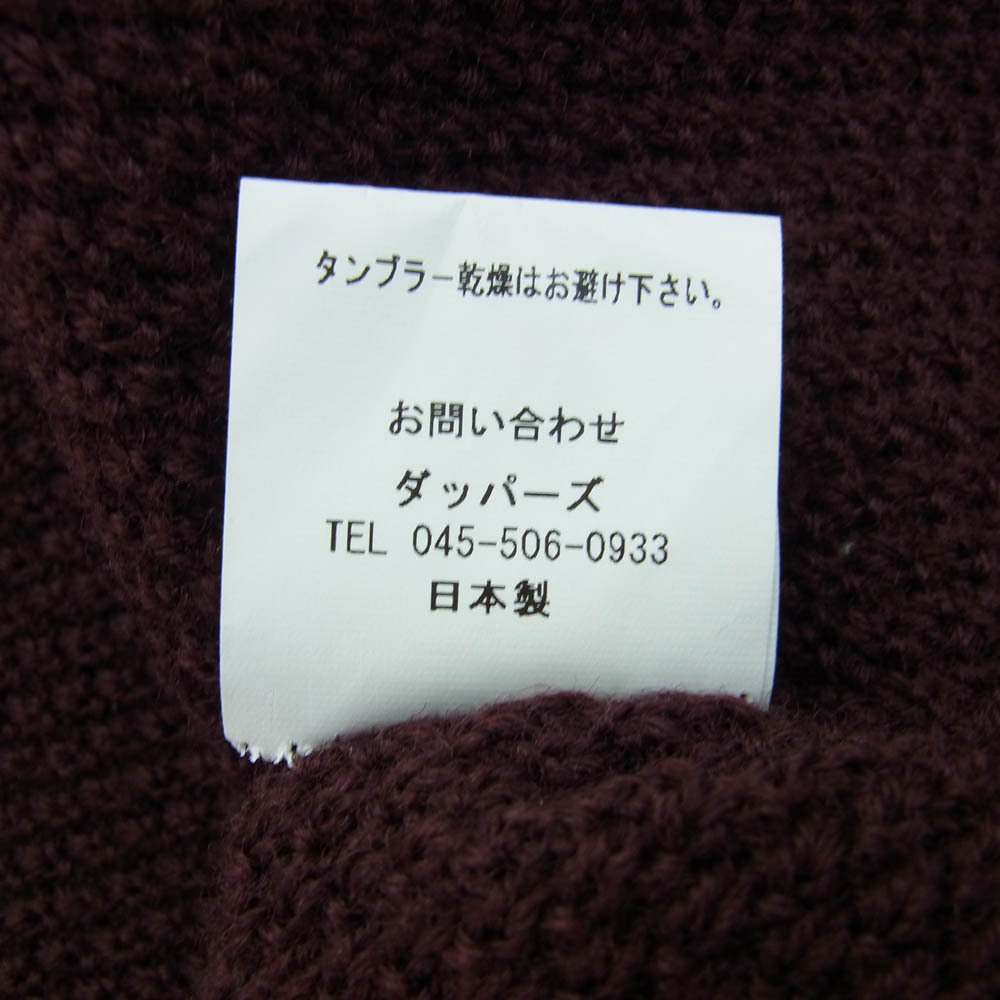 タンブラー乾燥はお避け下さい。
お問い合わせ
ダッパーズ
TEL 045-506-0933
日本製